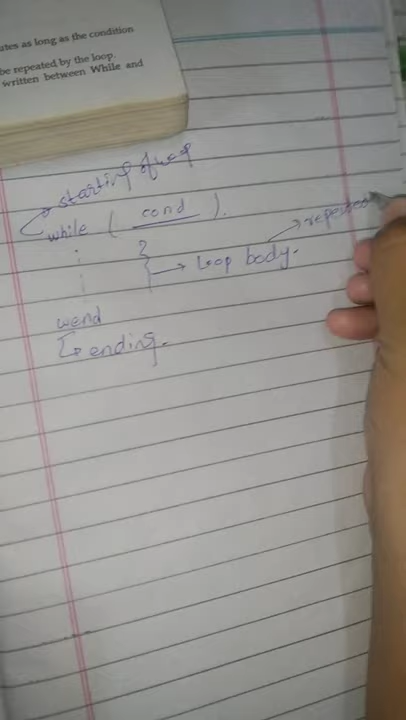 utes as long as the condition
be repeated by the loop.
written between While and
starting of loop
while ( cond ).
} → Loop body. → repeated
wend
↳ ending.